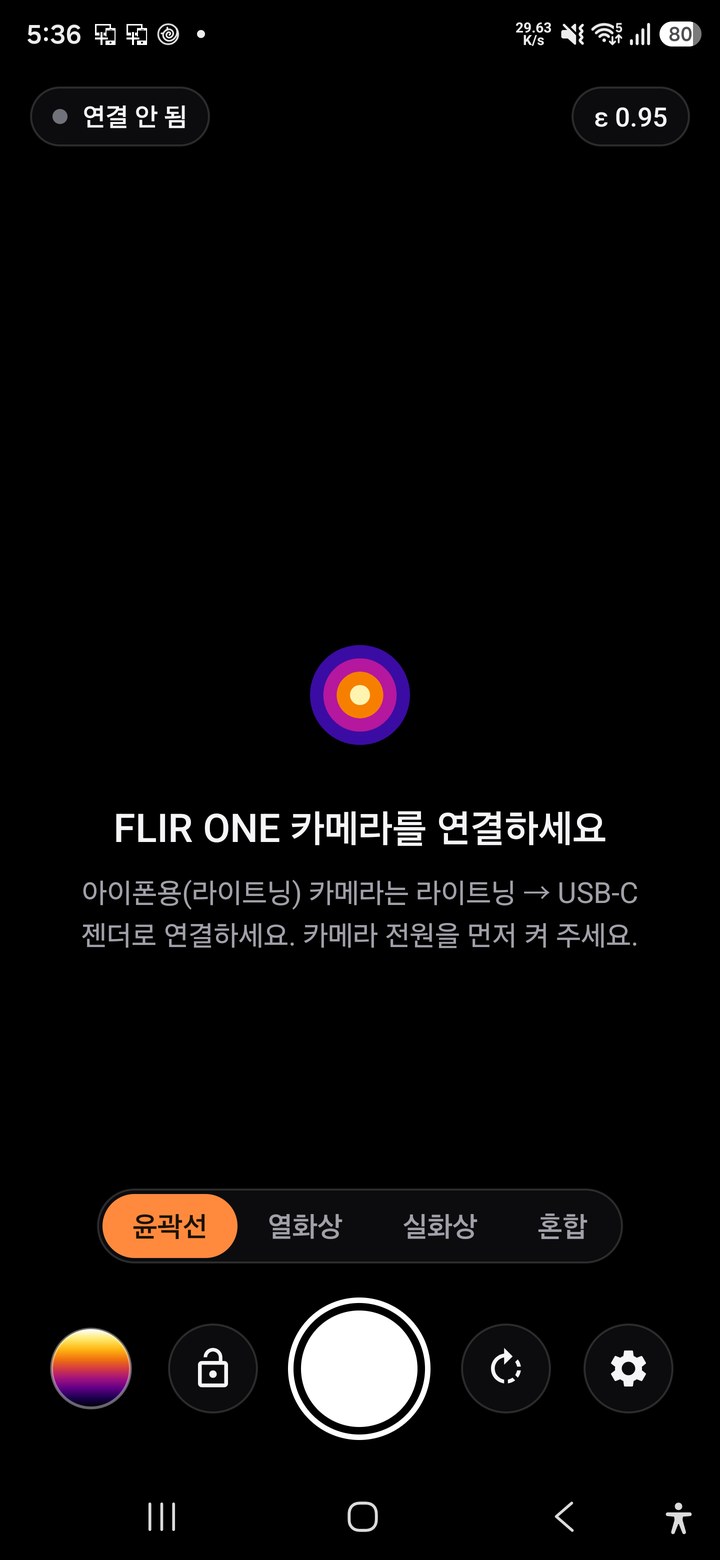 5:36
29.63
K/s
5
80
연결 안 됨
ε 0.95
FLIR ONE 카메라를 연결하세요
아이폰용(라이트닝) 카메라는 라이트닝 → USB-C
젠더로 연결하세요. 카메라 전원을 먼저 켜 주세요.
윤곽선 열화상 실화상 혼합